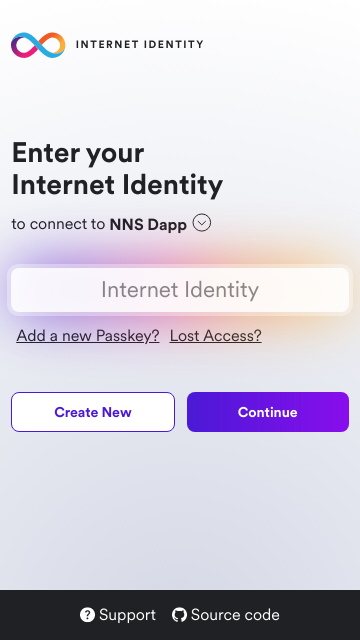 INTERNET IDENTITY
Enter your
Internet Identity
to connect to NNS Dapp
Internet Identity
Add a new Passkey? Lost Access?
Create New Continue
Support Source code